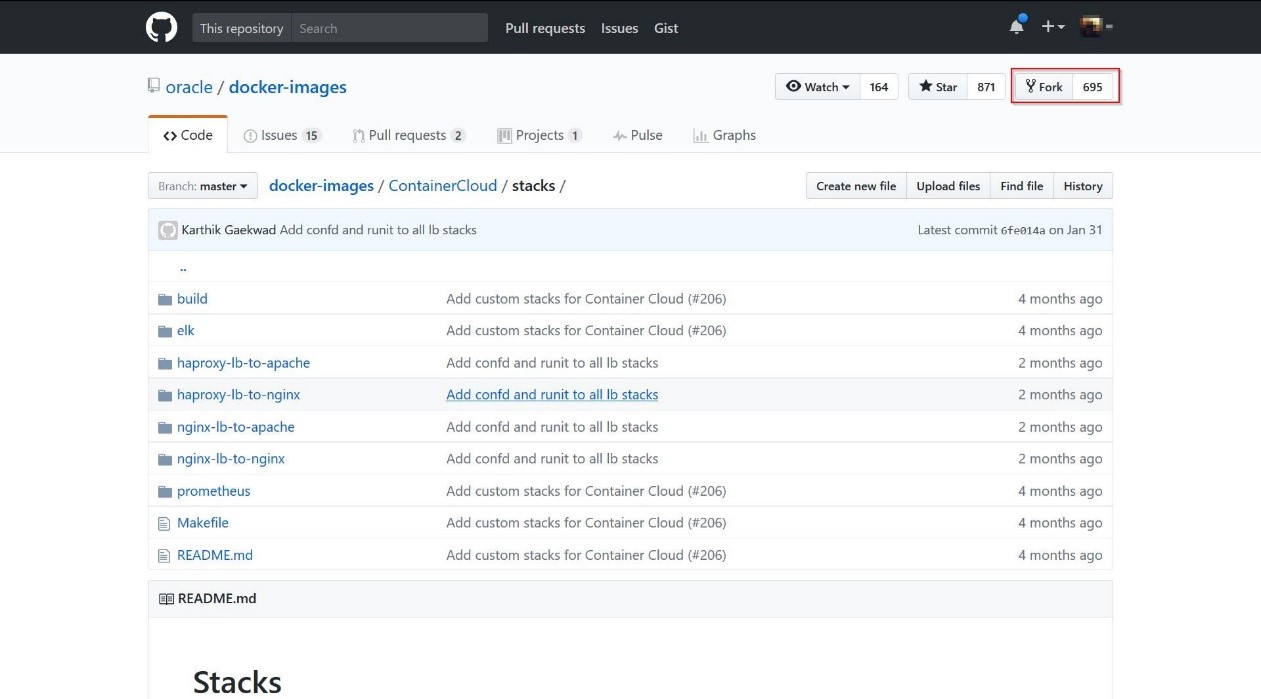 This repository Search Pull requests Issues Gist
oracle / docker-images Watch 164 Star 871 Fork 695
Code Issues 15 Pull requests 2 Projects 1 Pulse Graphs
Branch: master docker-images / ContainerCloud / stacks / Create new file Upload files Find file History
Karthik Gaekwad Add confd and runit to all lb stacks Latest commit 6fe014a on Jan 31
..
build Add custom stacks for Container Cloud (#206) 4 months ago
elk Add custom stacks for Container Cloud (#206) 4 months ago
haproxy-lb-to-apache Add confd and runit to all lb stacks 2 months ago
haproxy-lb-to-nginx Add confd and runit to all lb stacks 2 months ago
nginx-lb-to-apache Add confd and runit to all lb stacks 2 months ago
nginx-lb-to-nginx Add confd and runit to all lb stacks 2 months ago
prometheus Add custom stacks for Container Cloud (#206) 4 months ago
Makefile Add custom stacks for Container Cloud (#206) 4 months ago
README.md Add custom stacks for Container Cloud (#206) 4 months ago
README.md
Stacks